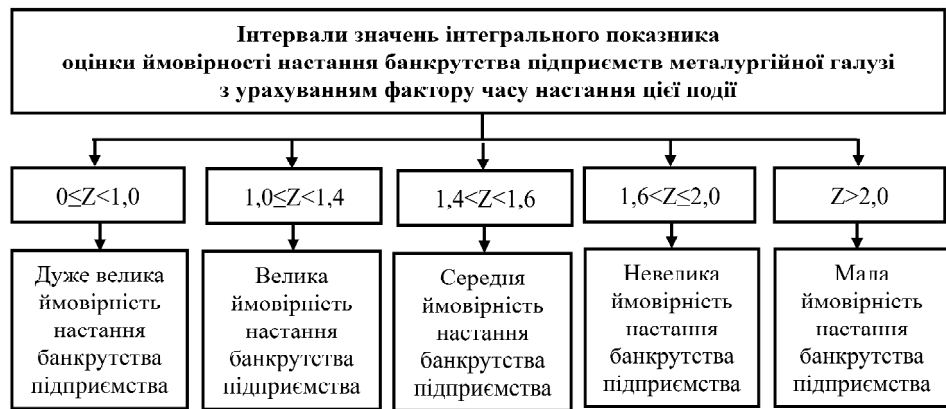 Інтервали значень інтегрального показника
оцінки ймовірності настання банкрутства підприємств металургійної галузі
з урахуванням фактору часу настання цієї події
0≤Z<1,0
1,0≤Z<1,4
1,4<Z<1,6
1,6<Z≤2,0
Z>2,0
Дуже велика
ймовірність
настання
банкрутства
підприємства
Велика
ймовірність
настання
банкрутства
підприємства
Середня
ймовірність
настання
банкрутства
підприємства
Невелика
ймовірність
настання
банкрутства
підприємства
Мала
ймовірність
настання
банкрутства
підприємства